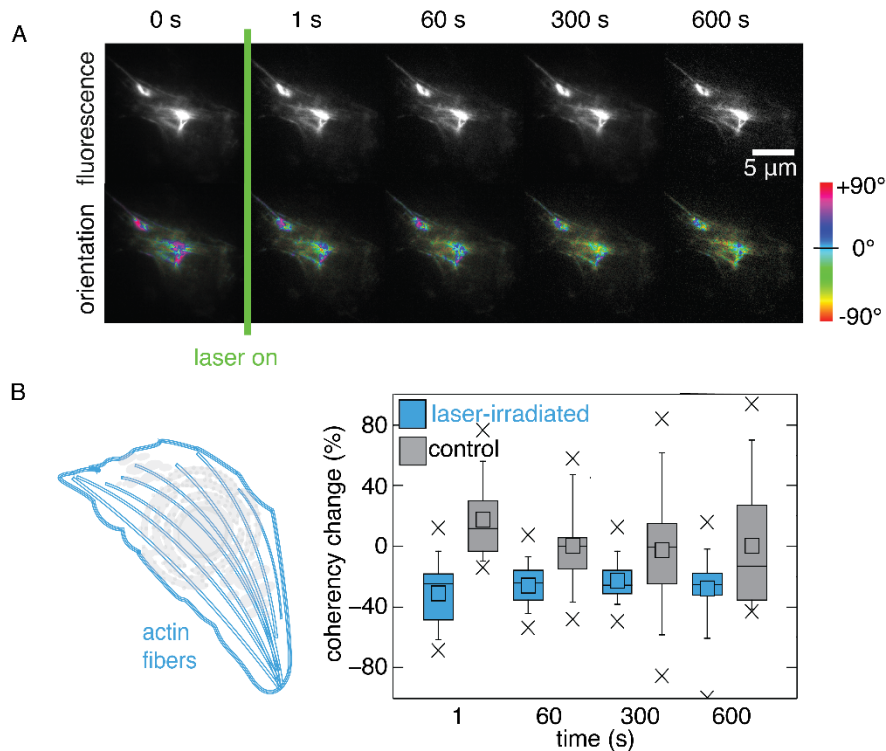 A
0 s 1 s 60 s 300 s 600 s
fluorescence
5 µm
orientation
+90°
0°
-90°
laser on
B
actin
fibers
coherency change (%)
80
40
0
−40
−80
laser-irradiated
control
1 60 300 600
time (s)